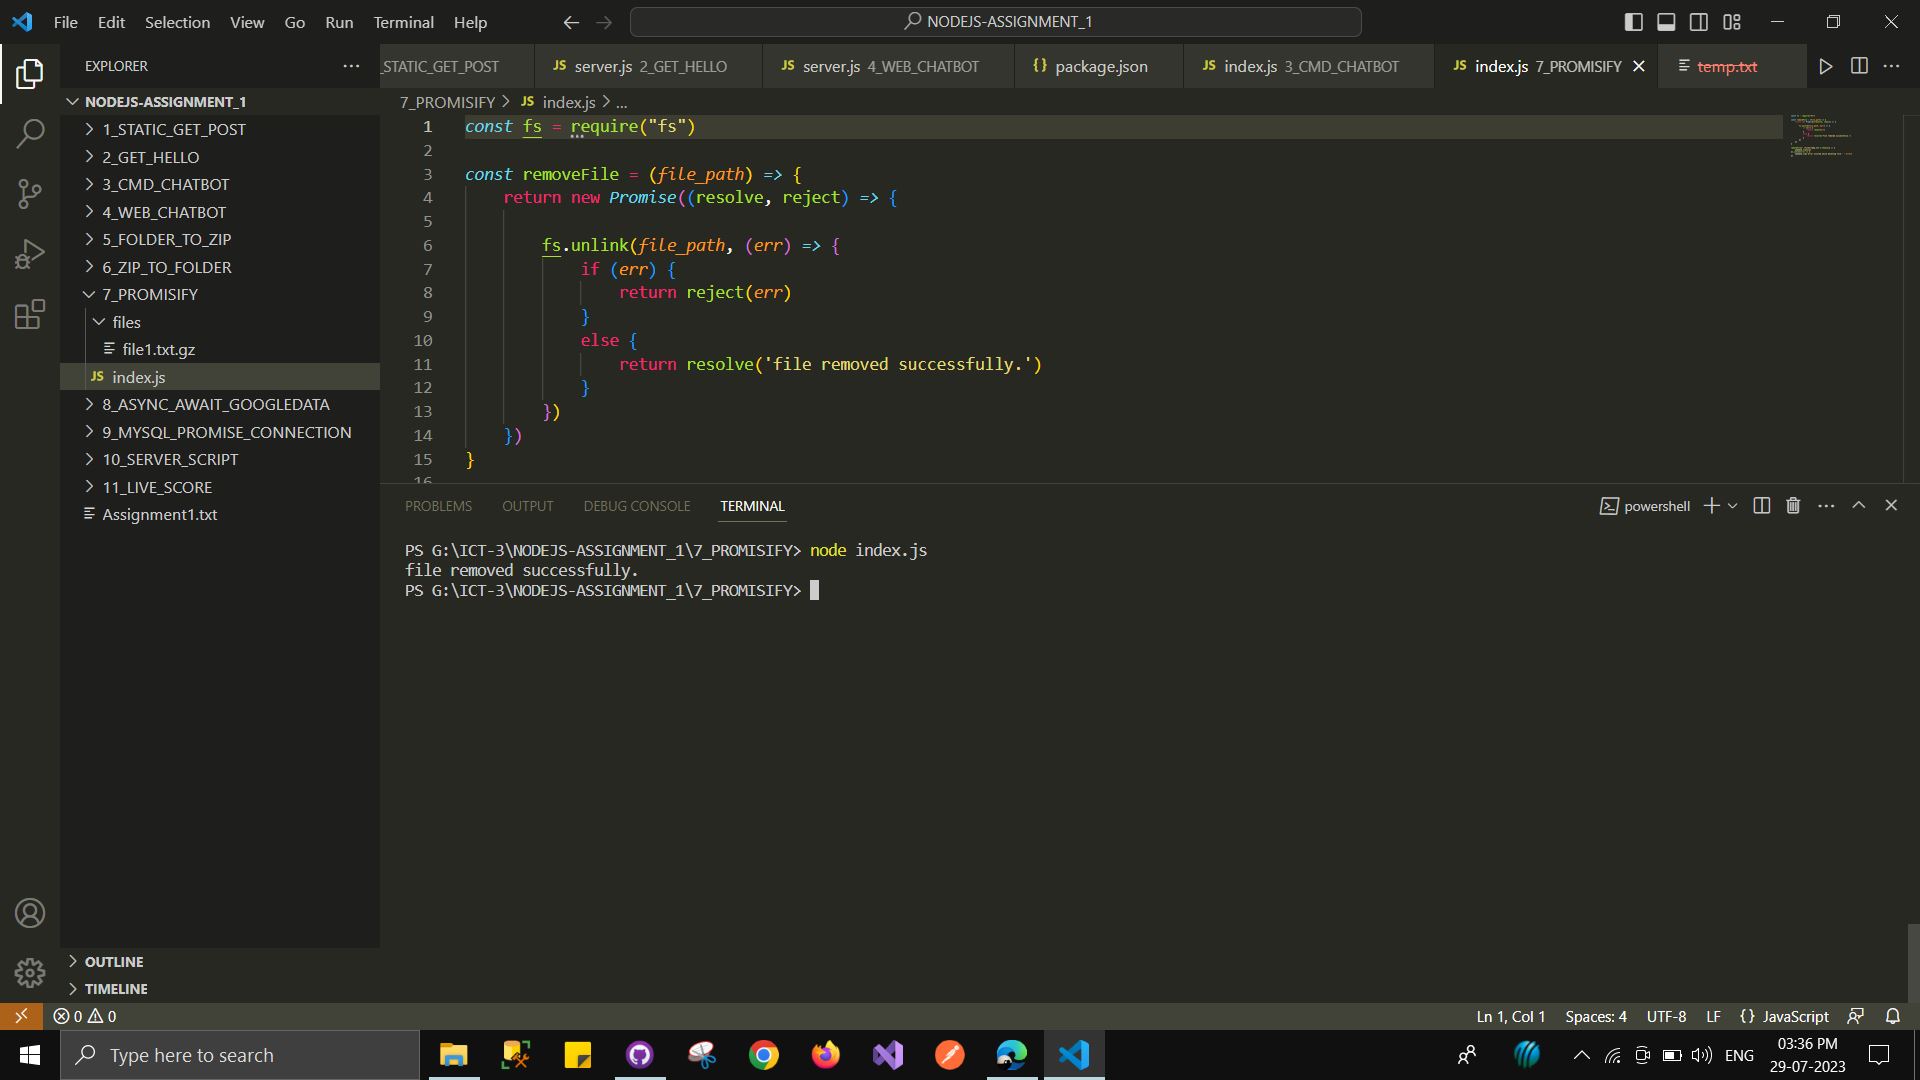 File Edit Selection View Go Run Terminal Help
NODEJS-ASSIGNMENT_1
EXPLORER
_STATIC_GET_POST
JS server.js 2_GET_HELLO
JS server.js 4_WEB_CHATBOT
{} package.json
JS index.js 3_CMD_CHATBOT
JS index.js 7_PROMISIFY
temp.txt
NODEJS-ASSIGNMENT_1
1_STATIC_GET_POST
2_GET_HELLO
3_CMD_CHATBOT
4_WEB_CHATBOT
5_FOLDER_TO_ZIP
6_ZIP_TO_FOLDER
7_PROMISIFY
files
file1.txt.gz
JS index.js
8_ASYNC_AWAIT_GOOGLEDATA
9_MYSQL_PROMISE_CONNECTION
10_SERVER_SCRIPT
11_LIVE_SCORE
Assignment1.txt
OUTLINE
TIMELINE
7_PROMISIFY > JS index.js > ...
1 const fs = require("fs")
2
3 const removeFile = (file_path) => {
4 return new Promise((resolve, reject) => {
5
6 fs.unlink(file_path, (err) => {
7 if (err) {
8 return reject(err)
9 }
10 else {
11 return resolve('file removed successfully.')
12 }
13 })
14 })
15 }
16
PROBLEMS OUTPUT DEBUG CONSOLE TERMINAL
powershell
PS G:\ICT-3\NODEJS-ASSIGNMENT_1\7_PROMISIFY> node index.js
file removed successfully.
PS G:\ICT-3\NODEJS-ASSIGNMENT_1\7_PROMISIFY>
0 0
Ln 1, Col 1 Spaces: 4 UTF-8 LF {} JavaScript
Type here to search
ENG
03:36 PM
29-07-2023